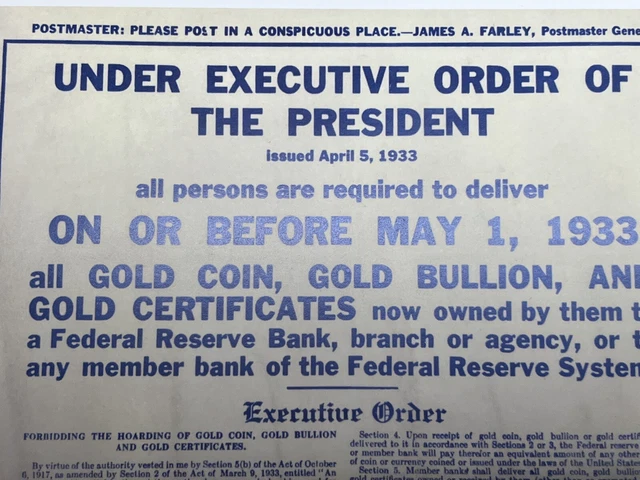 POSTMASTER: PLEASE POST IN A CONSPICUOUS PLACE.—JAMES A. FARLEY, Postmaster Gene
UNDER EXECUTIVE ORDER OF
THE PRESIDENT
issued April 5, 1933
all persons are required to deliver
ON OR BEFORE MAY 1, 1933
all GOLD COIN, GOLD BULLION, AND
GOLD CERTIFICATES now owned by them t
a Federal Reserve Bank, branch or agency, or t
any member bank of the Federal Reserve System
Executive Order
FORBIDDING THE HOARDING OF GOLD COIN, GOLD BULLION
AND GOLD CERTIFICATES.
By virtue of the authority vested in me by Section 5(b) of the Act of October
6, 1917, as amended by Section 2 of the Act of March 9, 1933, entitled "An
Section 4. Upon receipt of gold coin, gold bullion or gold certif
delivered to it in accordance with Sections 2 or 3, the Federal reserve
or member bank will pay therefor an equivalent amount of any other
of coin or currency coined or issued under the laws of the United State
Section 5. Member banks shall deliver all gold coin, gold bullio